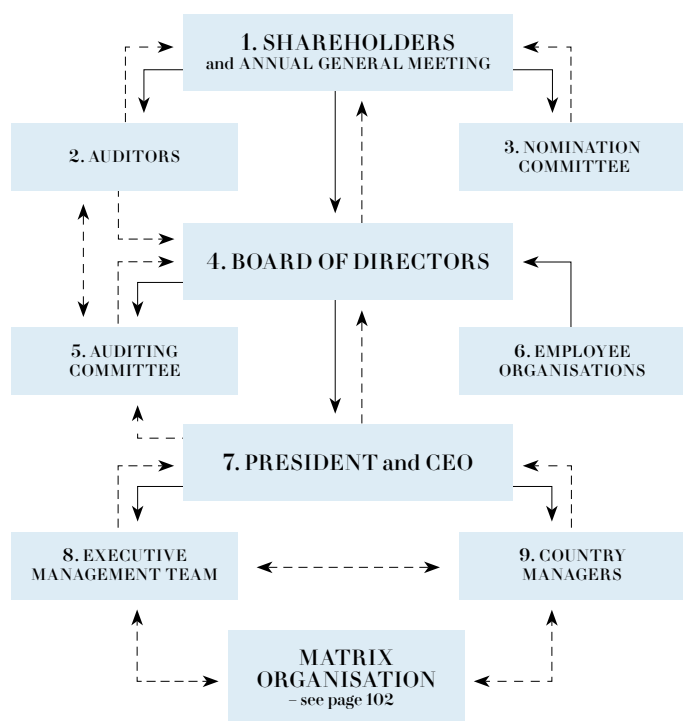 1. SHAREHOLDERS
and ANNUAL GENERAL MEETING
2. AUDITORS
3. NOMINATION
COMMITTEE
4. BOARD OF DIRECTORS
5. AUDITING
COMMITTEE
6. EMPLOYEE
ORGANISATIONS
7. PRESIDENT and CEO
8. EXECUTIVE
MANAGEMENT TEAM
9. COUNTRY
MANAGERS
MATRIX
ORGANISATION
– see page 102